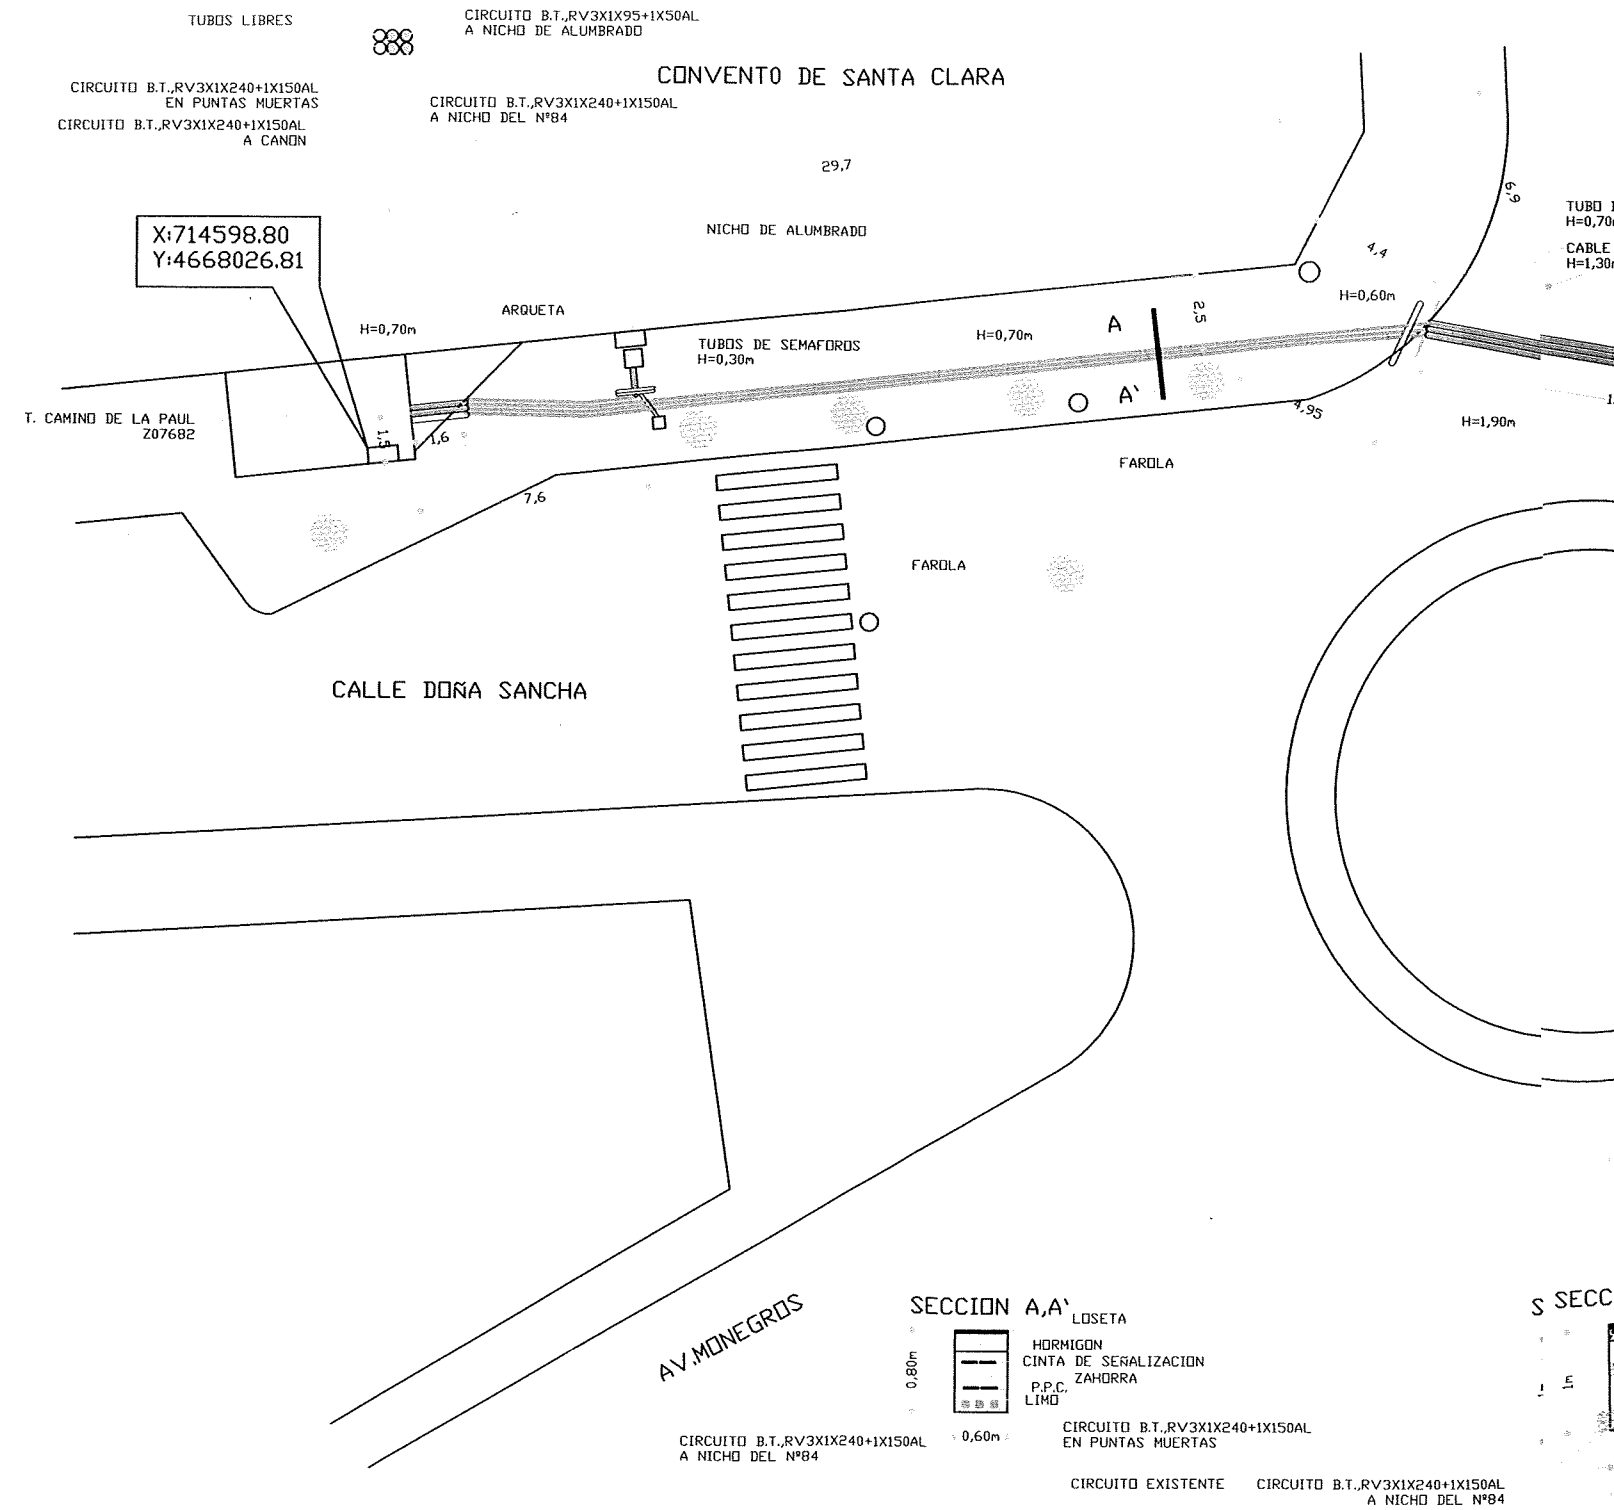 TUBOS LIBRES
CIRCUITO B.T.,RV3X1X95+1X50AL
A NICHO DE ALUMBRADO
CONVENTO DE SANTA CLARA
CIRCUITO B.T.,RV3X1X240+1X150AL
EN PUNTAS MUERTAS
CIRCUITO B.T.,RV3X1X240+1X150AL
A NICHO DEL Nº84
CIRCUITO B.T.,RV3X1X240+1X150AL
A CANON
29,7
6,9
TUBO
H=0,70m
NICHO DE ALUMBRADO
X:714598.80
Y:4668026.81
4,4
CABLE
H=1,30m
H=0,60m
ARQUETA
2,5
H=0,70m
A
H=0,70m
TUBOS DE SEMAFOROS
H=0,30m
A'
4,95
H=1,90m
T. CAMINO DE LA PAUL
Z07682
1,5
1,6
FAROLA
7,6
FAROLA
CALLE DOÑA SANCHA
AV.MONEGROS
SECCION A,A'
LOSETA
HORMIGON
CINTA DE SEÑALIZACION
ZAHORRA
P.P.C.
LIMO
0,80m
0,60m
S SECC
1m
CIRCUITO B.T.,RV3X1X240+1X150AL
A NICHO DEL Nº84
CIRCUITO B.T.,RV3X1X240+1X150AL
EN PUNTAS MUERTAS
CIRCUITO EXISTENTE
CIRCUITO B.T.,RV3X1X240+1X150AL
A NICHO DEL Nº84